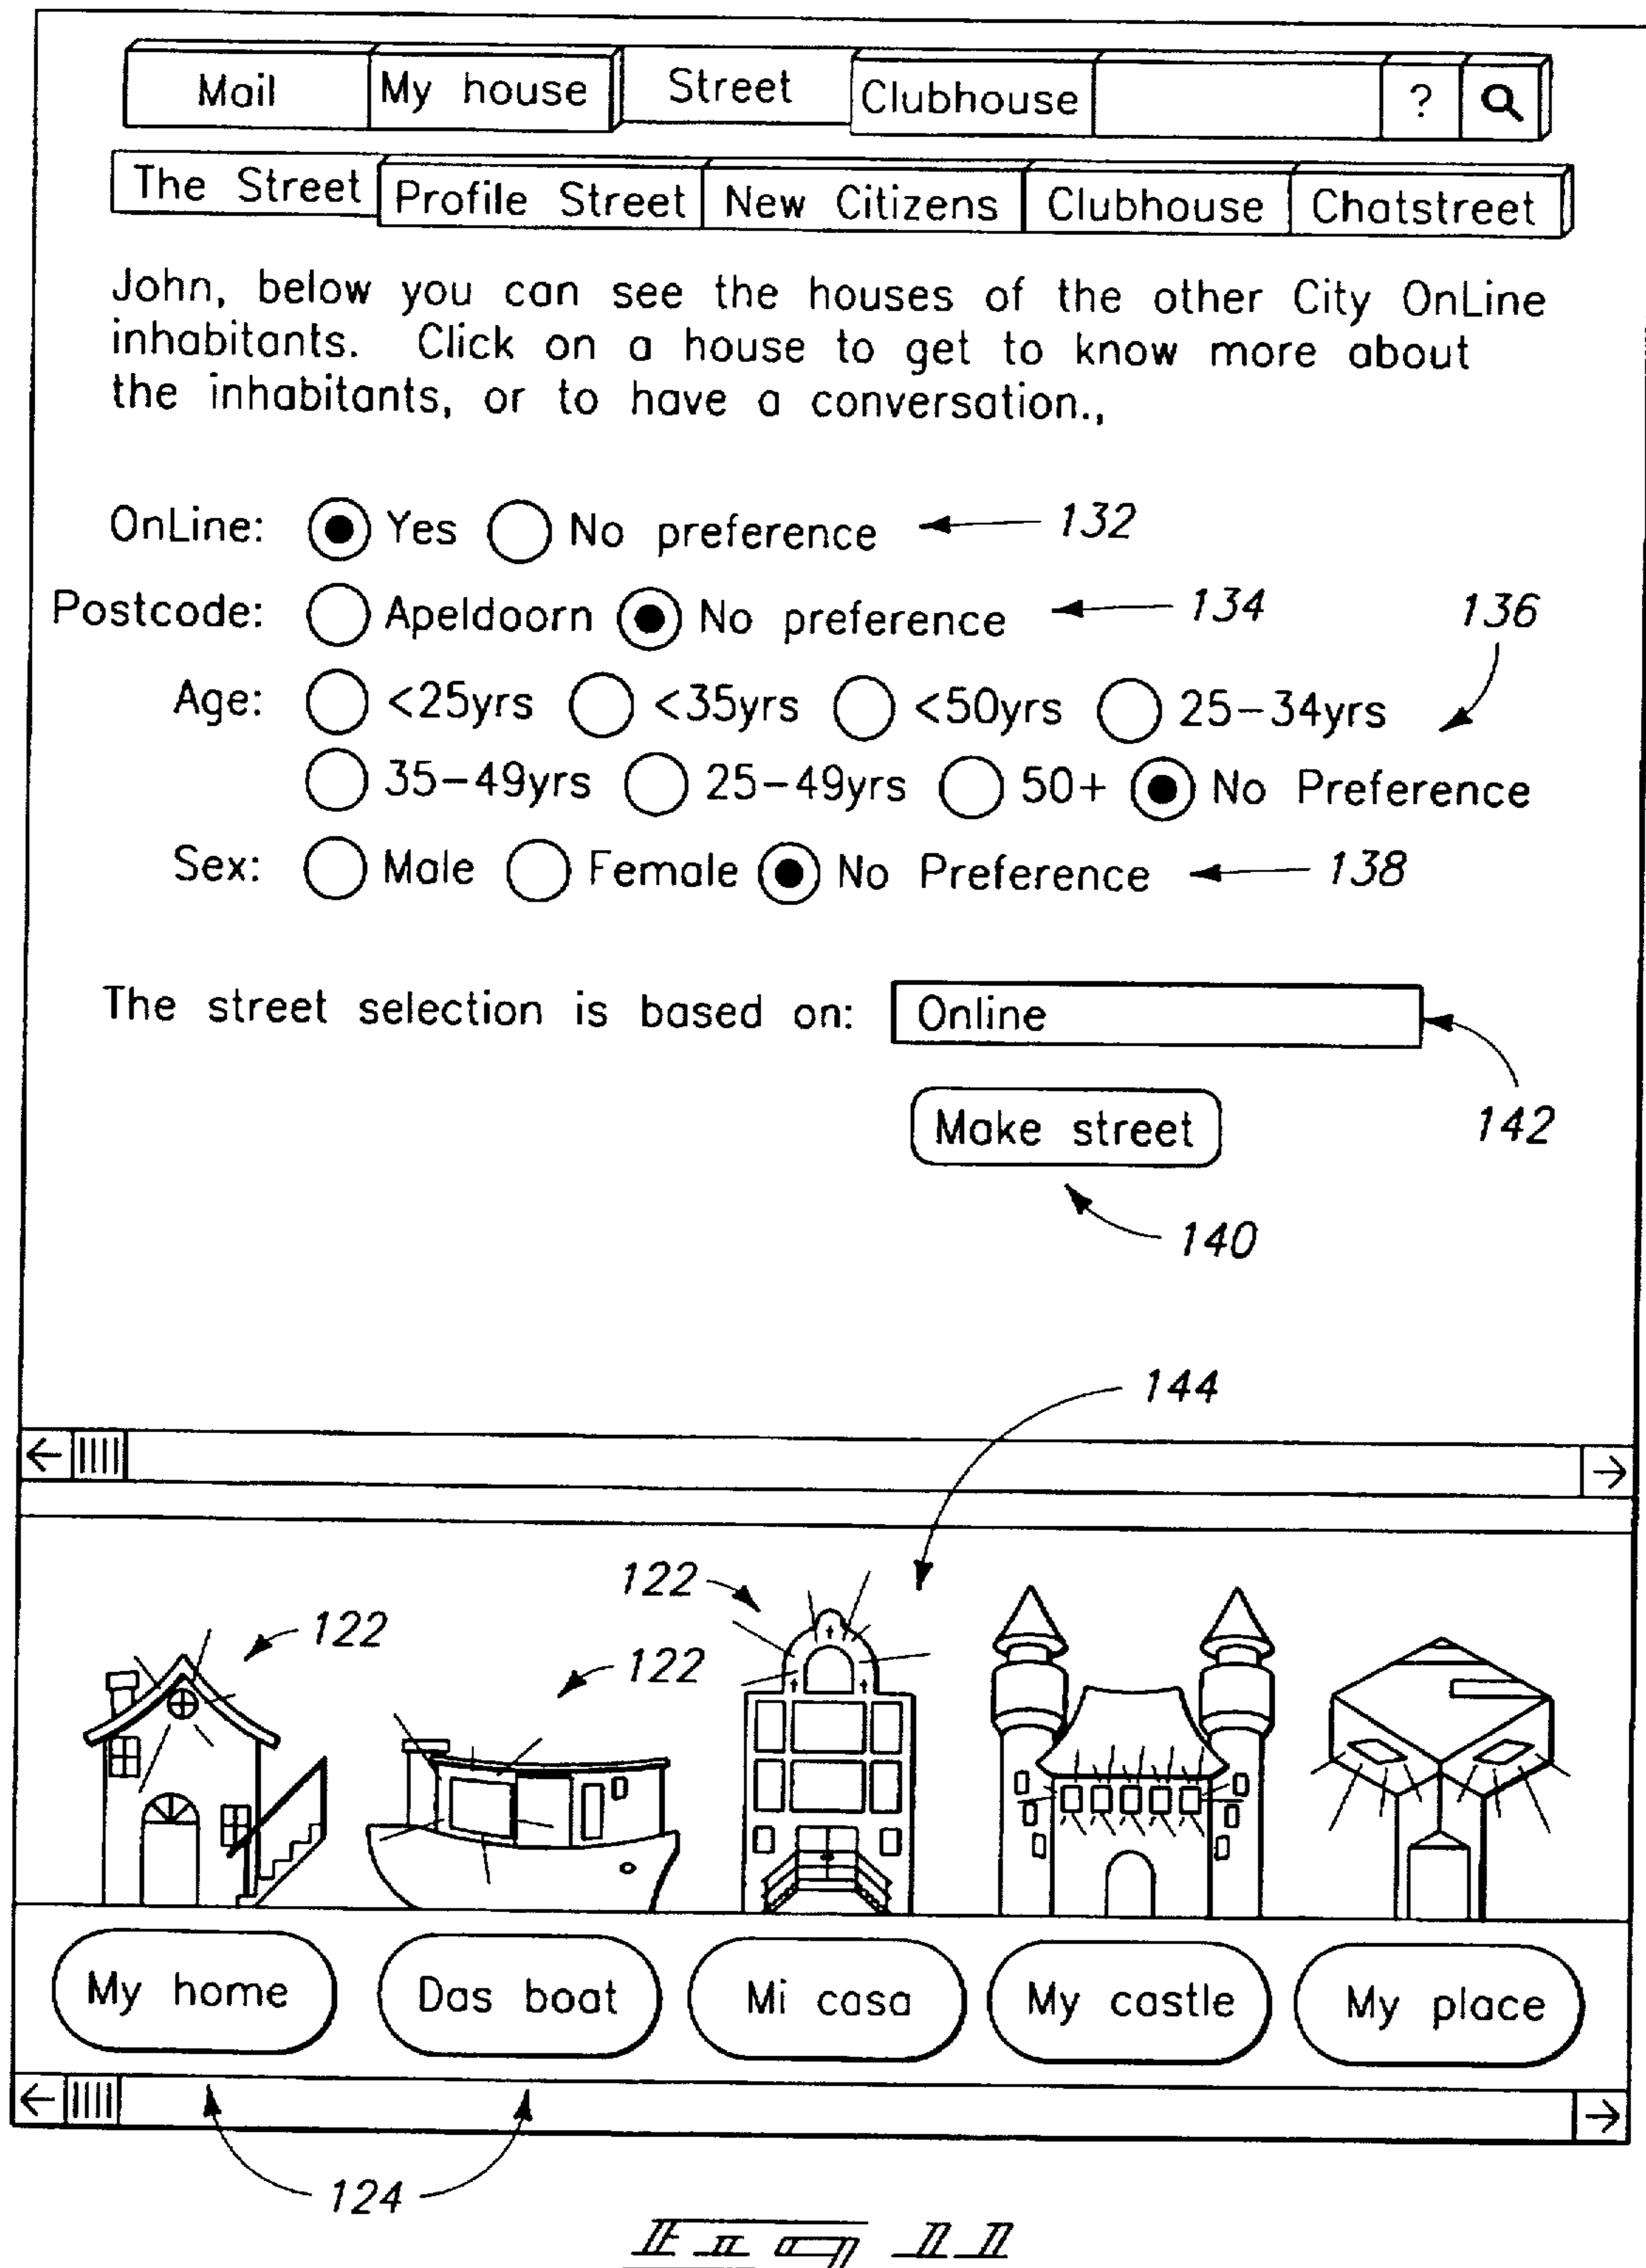 Mail My house Street Clubhouse ?
The Street Profile Street New Citizens Clubhouse Chatstreet
John, below you can see the houses of the other City OnLine
inhabitants. Click on a house to get to know more about
the inhabitants, or to have a conversation.,
OnLine: Yes No preference 132
Postcode: Apeldoorn No preference 134 136
Age: <25yrs <35yrs <50yrs 25-34yrs
35-49yrs 25-49yrs 50+ No Preference
Sex: Male Female No Preference 138
The street selection is based on: Online
Make street 142
140
144
122
122 122
My home Das boat Mi casa My castle My place
124
Fig 11